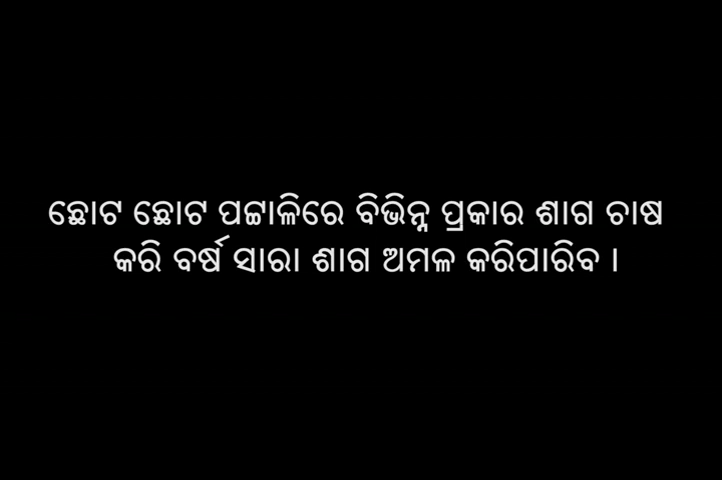 ଛୋଟ ଛୋଟ ପଟ୍ଟାଳିରେ ବିଭିନ୍ନ ପ୍ରକାର ଶାଗ ଚାଷ
କରି ବର୍ଷ ସାରା ଶାଗ ଅମଳ କରିପାରିବ ।